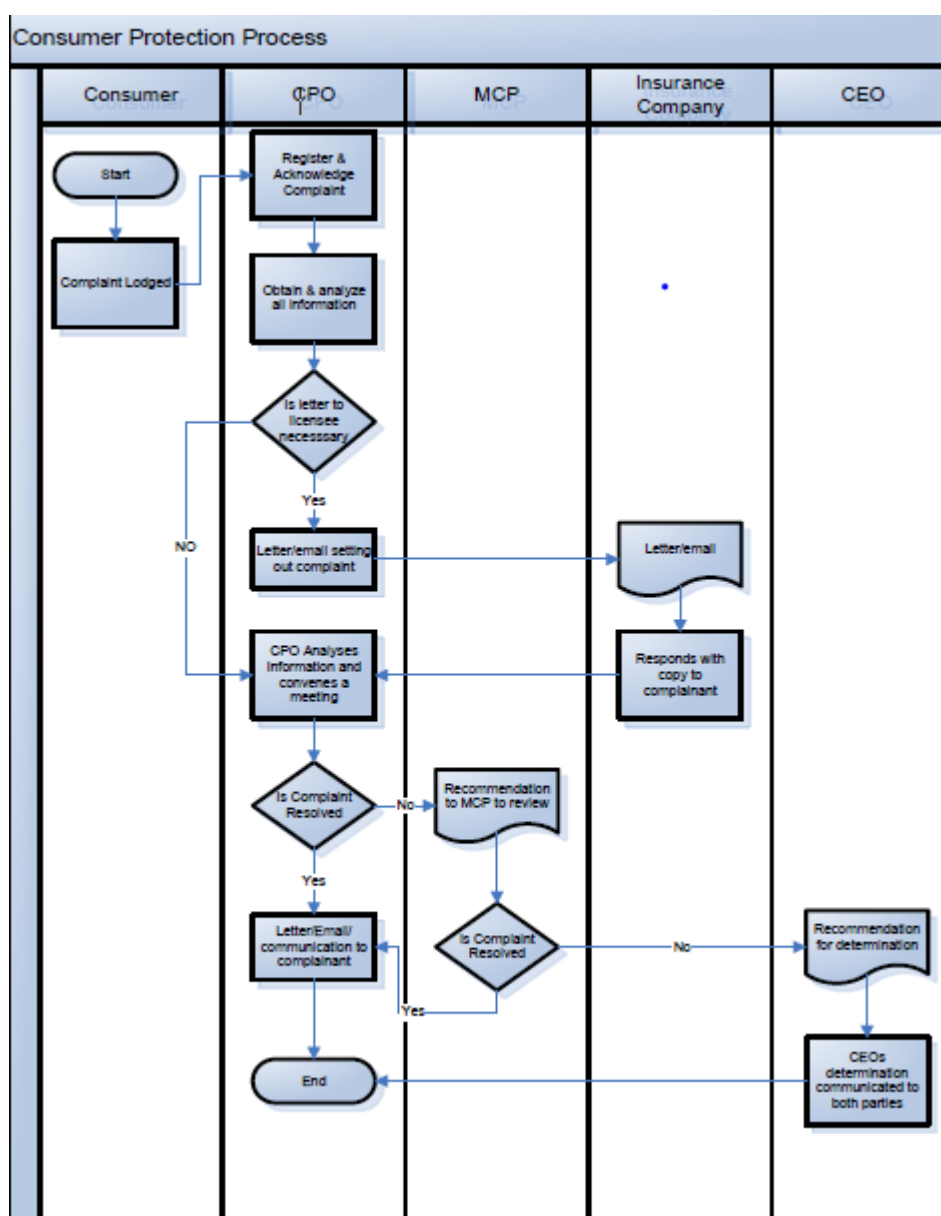 Consumer Protection Process
Consumer
CPO
MCP
Insurance
Company
CEO
Start
Register &
Acknowledge
Complaint
Complaint Lodged
Obtain & analyze
all information
Is letter to
licensee
necesssary
Yes
NO
Letter/email setting
out complaint
Letter/email
CPO Analyses
Information and
convenes a
meeting
Responds with
copy to
complainant
Is Complaint
Resolved
No
Recommendation
to MCP to review
Yes
Letter/Email/
communication to
complainant
Is Complaint
Resolved
No
Recommendation
for determination
Yes
End
CEOs
determination
communicated to
both parties